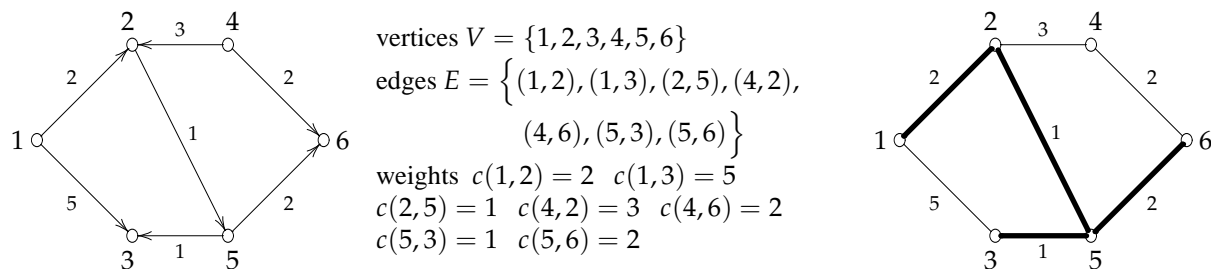 2 4
3
2 2
1 1 6
5 2
1
3 5
vertices V = {1, 2, 3, 4, 5, 6}
edges E = {(1, 2), (1, 3), (2, 5), (4, 2),
(4, 6), (5, 3), (5, 6)}
weights c(1, 2) = 2 c(1, 3) = 5
c(2, 5) = 1 c(4, 2) = 3 c(4, 6) = 2
c(5, 3) = 1 c(5, 6) = 2
2 4
3
2 2
1 1 6
5 2
1
3 5